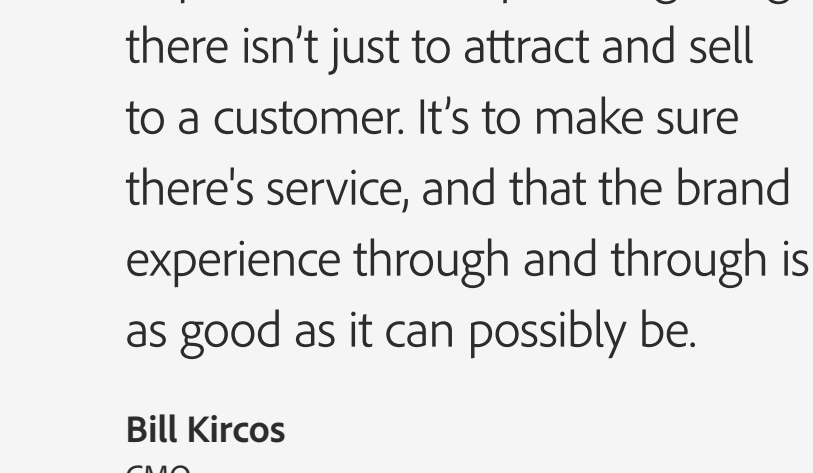 there isn’t just to attract and sell
to a customer. It’s to make sure
there's service, and that the brand
experience through and through is
as good as it can possibly be.
Bill Kircos
CMO